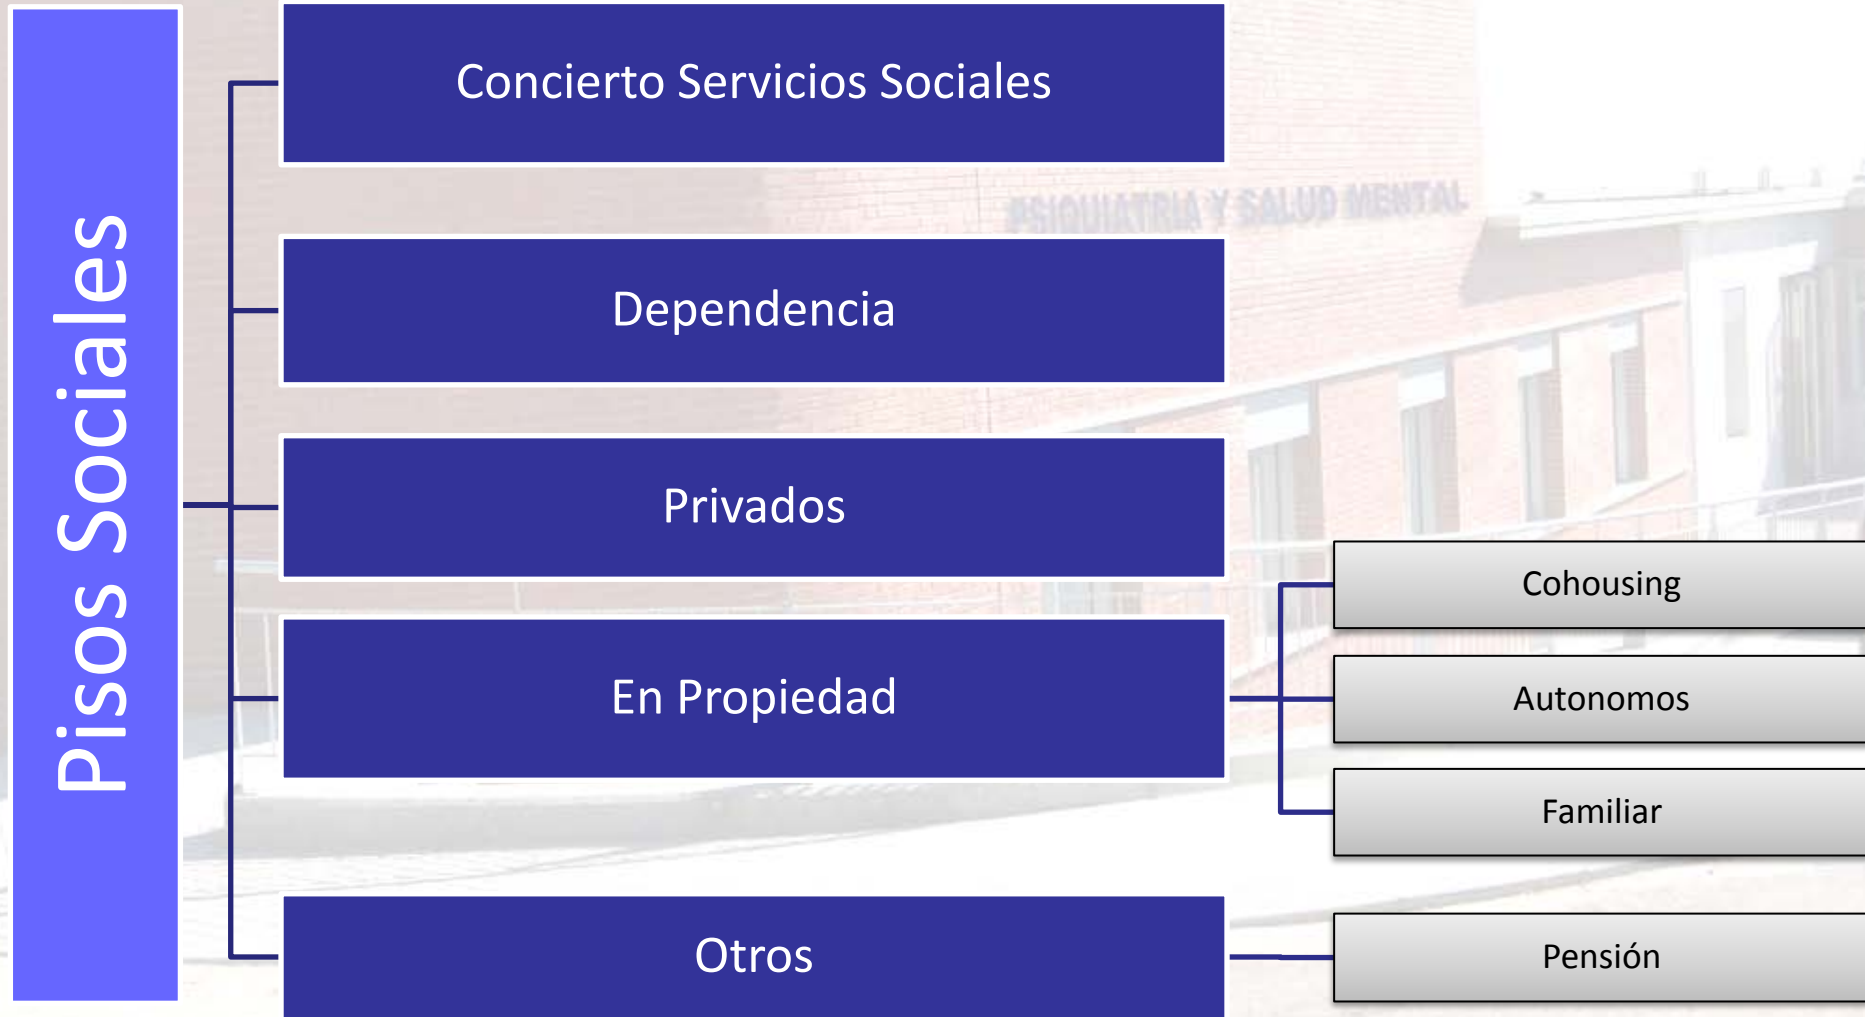 Pisos Sociales
Concierto Servicios Sociales
PSIQUIATRIA Y SALUD MENTAL
Dependencia
Privados
En Propiedad
Cohousing
Autonomos
Familiar
Otros
Pensión